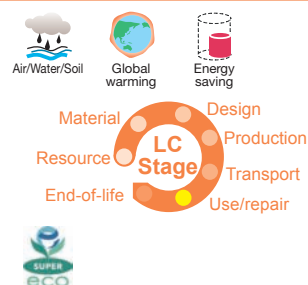 Air/Water/Soil
Global
warming
Energy
saving
Material
Design
Production
Resource
LC
Stage
Transport
End-of-life
Use/repair
SUPER
eco